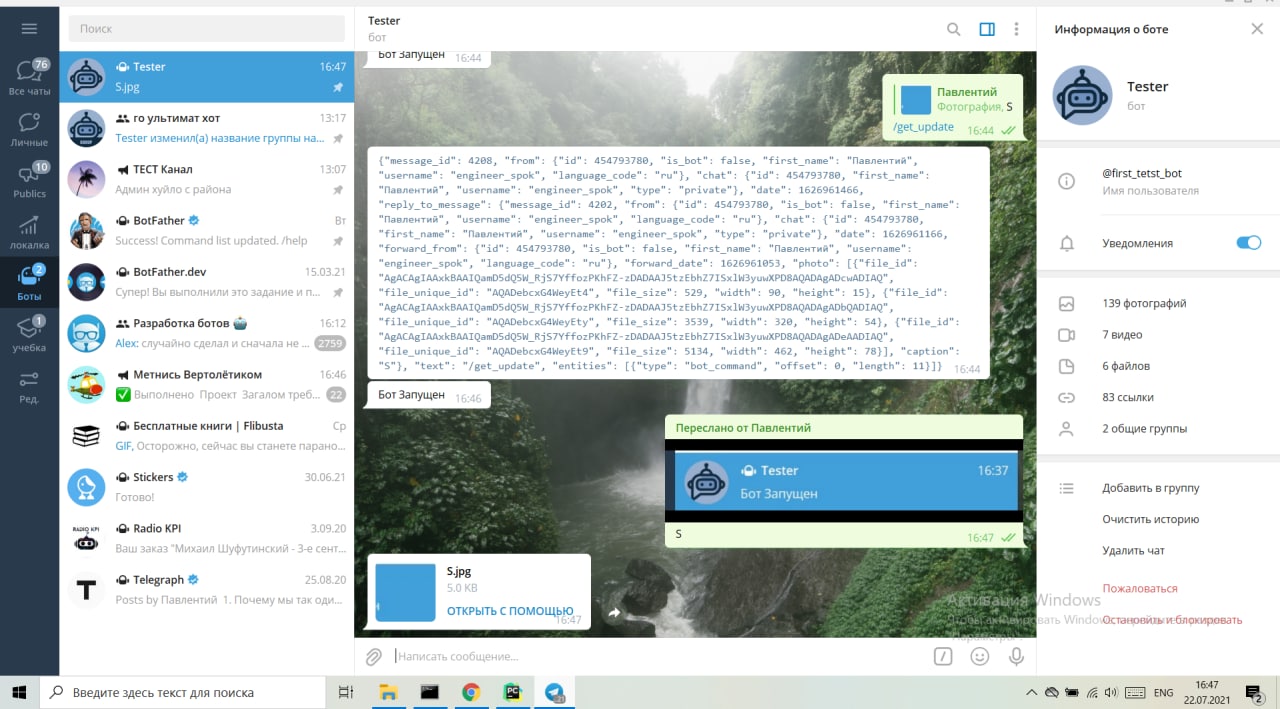 76
Все чаты
Личные
10
Publics
локалка
2
Боты
1
учебка
Ред.
Поиск
Tester 16:47
S.jpg
го ультимат хот 13:17
Tester изменил(а) название группы на...
ТЕСТ Канал 13:07
Админ хуйло с района
BotFather Вт
Success! Command list updated. /help
BotFather.dev 15.03.21
Супер! Вы выполнили это задание и п...
Разработка ботов 16:12
Alex: случайно сделал и сначала не ... 2759
Метнись Вертолётиком 16:46
Выполнено Проект Загалом треб... 22
Бесплатные книги | Flibusta Ср
GIF, Осторожно, сейчас вы станете парано...
Stickers 30.06.21
Готово!
RADIO KPI
Radio KPI 3.09.20
Ваш заказ "Михаил Шуфутинский - 3-е сент...
T
Telegraph 25.08.20
Posts by Павлентий 1. Почему мы так оди...
Tester
бот
Бот Запущен 16:44
Павлентий
Фотография, S
/get_update 16:44
{"message_id": 4208, "from": {"id": 454793780, "is_bot": false, "first_name": "Павлентий",
"username": "engineer_spok", "language_code": "ru"}, "chat": {"id": 454793780, "first_name":
"Павлентий", "username": "engineer_spok", "type": "private"}, "date": 1626961466,
"reply_to_message": {"message_id": 4202, "from": {"id": 454793780, "is_bot": false, "first_name":
"Павлентий", "username": "engineer_spok", "language_code": "ru"}, "chat": {"id": 454793780,
"first_name": "Павлентий", "username": "engineer_spok", "type": "private"}, "date": 1626961166,
"forward_from": {"id": 454793780, "is_bot": false, "first_name": "Павлентий", "username":
"engineer_spok", "language_code": "ru"}, "forward_date": 1626961053, "photo": [{"file_id":
"AgACAgIAAxkBAAIQamD5dQ5W_RjS7YffozPKhFZ-zDADAAJ5tzEbhZ7ISxlW3yuwXPD8AQADAgADcwADIAQ",
"file_unique_id": "AQADebcxG4WeyEt4", "file_size": 529, "width": 90, "height": 15}, {"file_id":
"AgACAgIAAxkBAAIQamD5dQ5W_RjS7YffozPKhFZ-zDADAAJ5tzEbhZ7ISxlW3yuwXPD8AQADAgADbQADIAQ",
"file_unique_id": "AQADebcxG4WeyEty", "file_size": 3539, "width": 320, "height": 54}, {"file_id":
"AgACAgIAAxkBAAIQamD5dQ5W_RjS7YffozPKhFZ-zDADAAJ5tzEbhZ7ISxlW3yuwXPD8AQADAgADeAADIAQ",
"file_unique_id": "AQADebcxG4WeyEt9", "file_size": 5134, "width": 462, "height": 78}], "caption":
"S"}, "text": "/get_update", "entities": [{"type": "bot_command", "offset": 0, "length": 11}]} 16:44
Бот Запущен 16:46
Переслано от Павлентий
Tester 16:37
Бот Запущен
S
16:47
S.jpg
5.0 KB
ОТКРЫТЬ С ПОМОЩЬЮ
16:47
Написать сообщение...
Информация о боте
Tester
бот
@first_tetst_bot
Имя пользователя
Уведомления
139 фотографий
7 видео
6 файлов
83 ссылки
2 общие группы
Добавить в группу
Очистить историю
Удалить чат
Пожаловаться
Остановить и блокировать
Активация Windows
Чтобы активировать Windows
Параметры
Введите здесь текст для поиска
ENG
16:47
22.07.2021
2